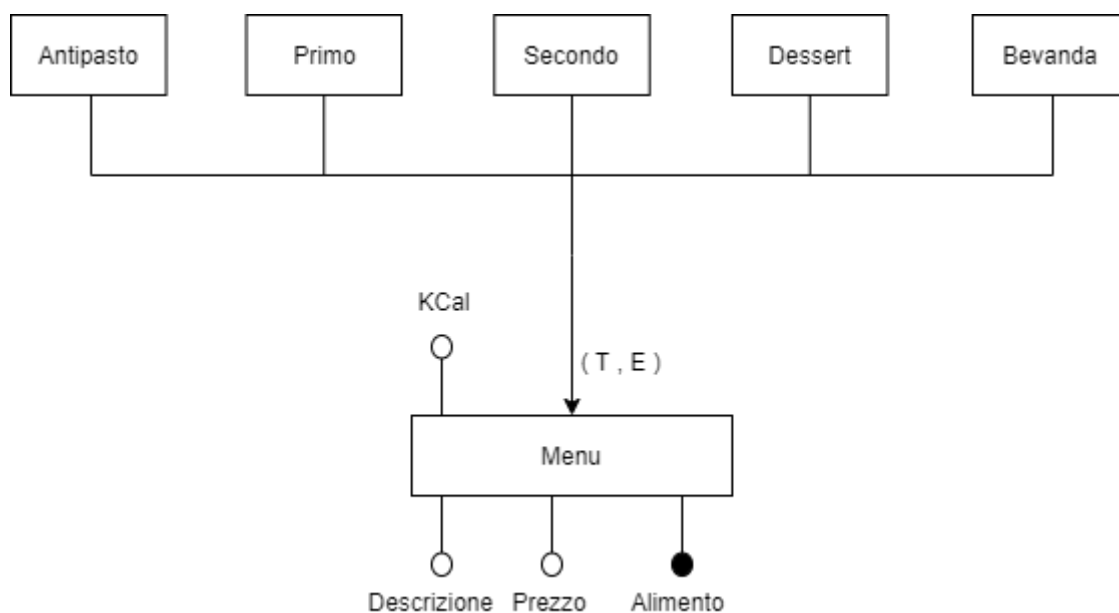 Antipasto
Primo
Secondo
Dessert
Bevanda
KCal
( T , E )
Menu
Descrizione
Prezzo
Alimento